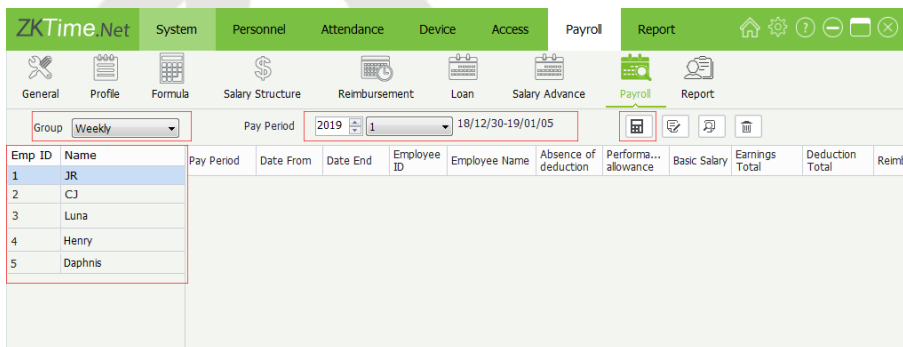 ZKTime.Net System Personnel Attendance Device Access Payroll Report
General Profile Formula Salary Structure Reimbursement Loan Salary Advance Payroll Report
Group Weekly Pay Period 2019 1 18/12/30-19/01/05
Emp ID Name Pay Period Date From Date End Employee ID Employee Name Absence of deduction Performa... allowance Basic Salary Earnings Total Deduction Total Reimb
1 JR
2 CJ
3 Luna
4 Henry
5 Daphnis